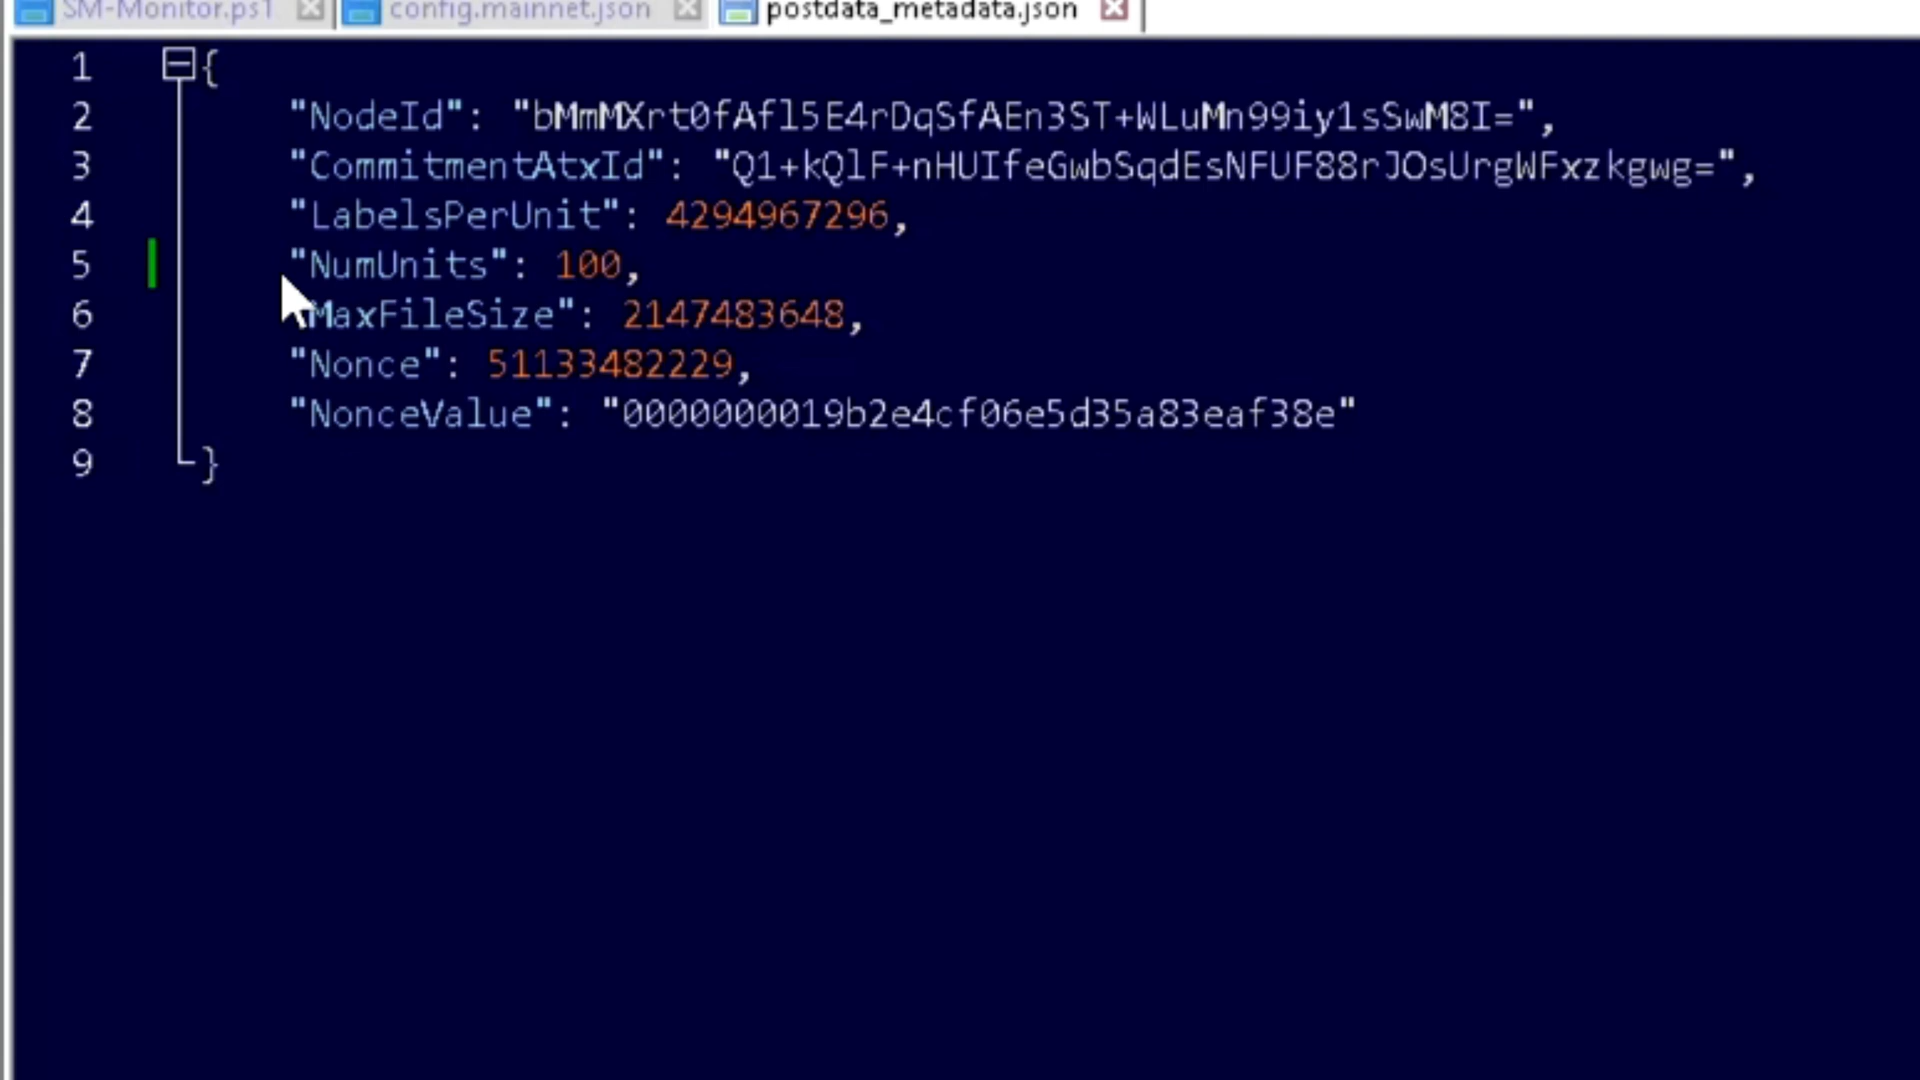 SM-Monitor.ps1 config.mainnet.json postdata_metadata.json
1 {
2 "NodeId": "bMmMXrt0fAfl5E4rDqSfAEn3ST+WLuMn99iy1sSwM8I=",
3 "CommitmentAtxId": "Q1+kQlF+nHUIfeGwbSqdEsNFUF88rJOsUrgWFxzkgwg=",
4 "LabelsPerUnit": 4294967296,
5 "NumUnits": 100,
6 "MaxFileSize": 2147483648,
7 "Nonce": 51133482229,
8 "NonceValue": "0000000019b2e4cf06e5d35a83eaf38e"
9 }